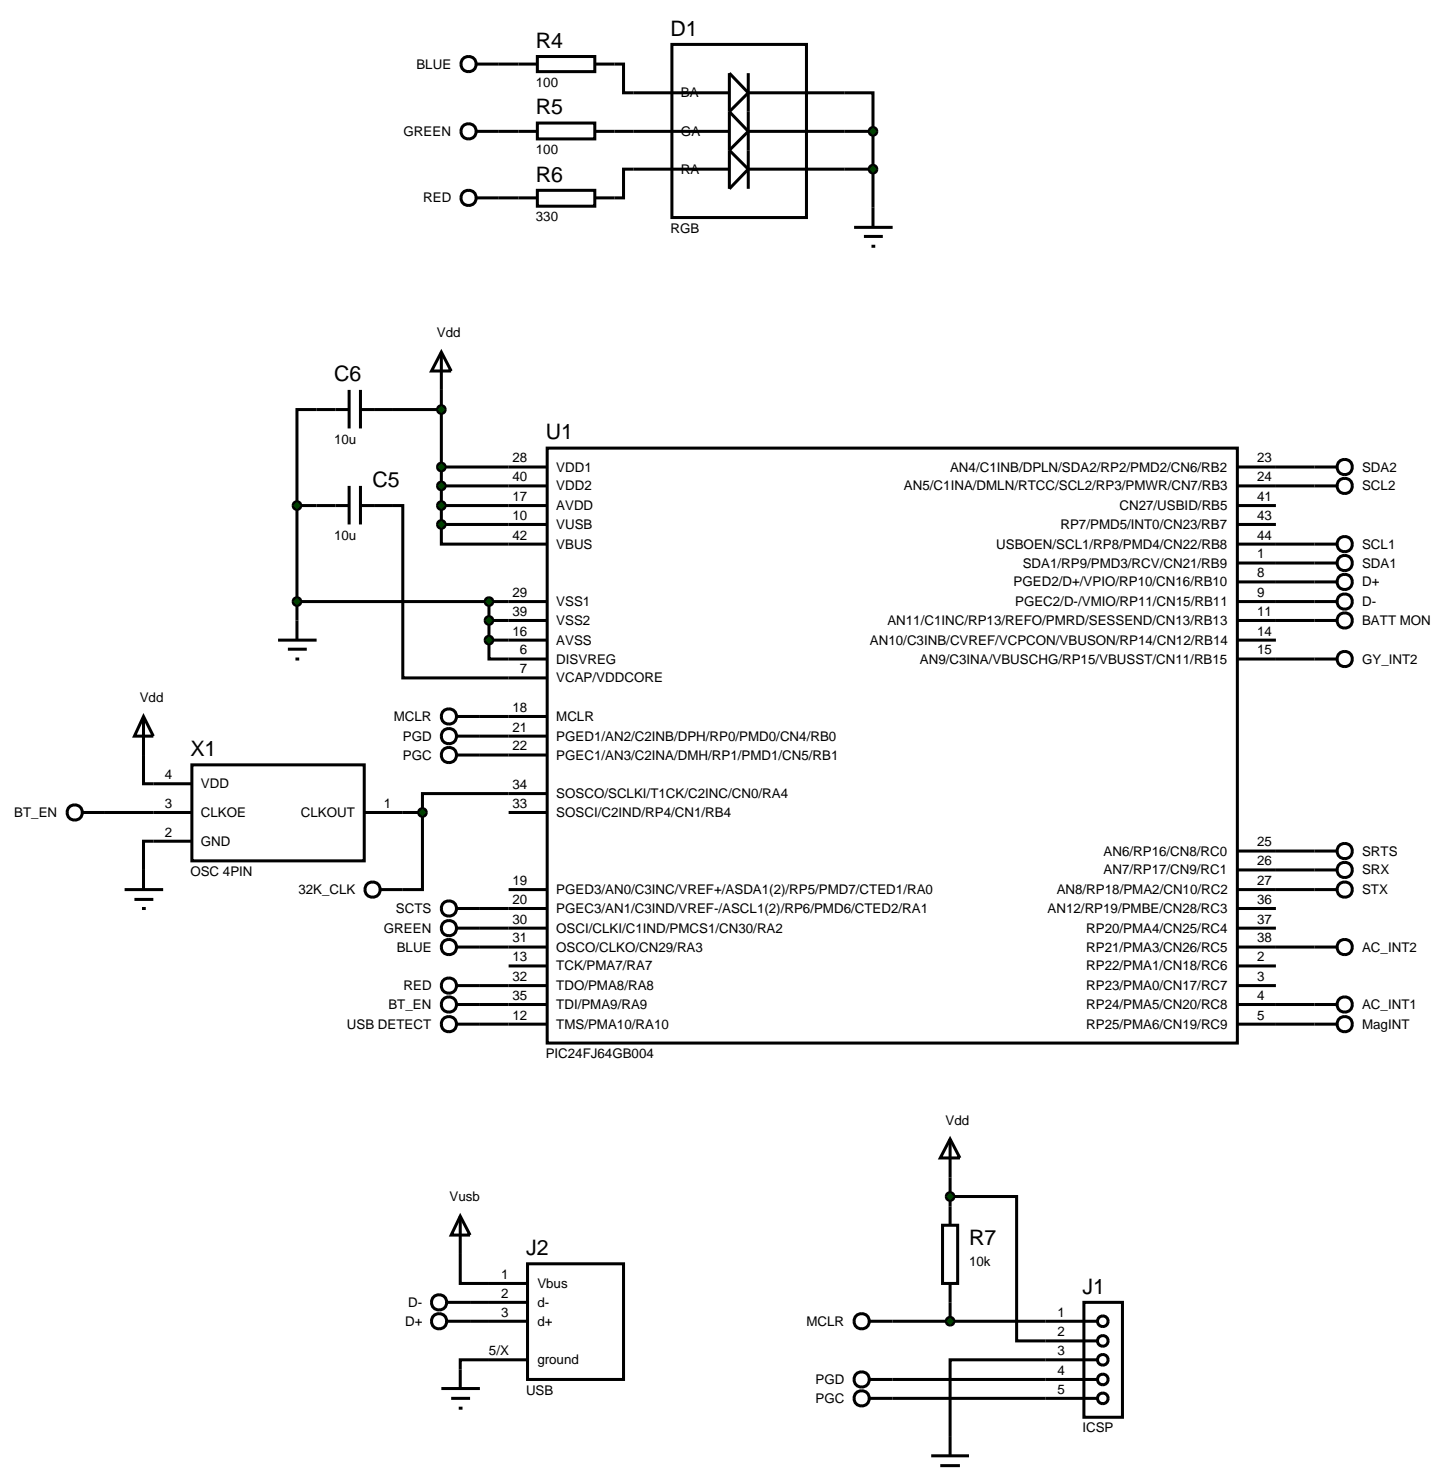 D1
R4
BLUE
100
BA
R5
GREEN
100
GA
R6
RED
330
RA
RGB
Vdd
C6
10u
C5
10u
U1
28 VDD1
40 VDD2
17 AVDD
10 VUSB
42 VBUS
29 VSS1
39 VSS2
16 AVSS
6 DISVREG
7 VCAP/VDDCORE
MCLR 18 MCLR
PGD 21 PGED1/AN2/C2INB/DPH/RP0/PMD0/CN4/RB0
PGC 22 PGEC1/AN3/C2INA/DMH/RP1/PMD1/CN5/RB1
34 SOSCO/SCLKI/T1CK/C2INC/CN0/RA4
33 SOSCI/C2IND/RP4/CN1/RB4
19 PGED3/AN0/C3INC/VREF+/ASDA1(2)/RP5/PMD7/CTED1/RA0
SCTS 20 PGEC3/AN1/C3IND/VREF-/ASCL1(2)/RP6/PMD6/CTED2/RA1
GREEN 30 OSCI/CLKI/C1IND/PMCS1/CN30/RA2
BLUE 31 OSCO/CLKO/CN29/RA3
13 TCK/PMA7/RA7
RED 32 TDO/PMA8/RA8
BT_EN 35 TDI/PMA9/RA9
USB DETECT 12 TMS/PMA10/RA10
AN4/C1INB/DPLN/SDA2/RP2/PMD2/CN6/RB2 23 SDA2
AN5/C1INA/DMLN/RTCC/SCL2/RP3/PMWR/CN7/RB3 24 SCL2
CN27/USBID/RB5 41
RP7/PMD5/INT0/CN23/RB7 43
USBOEN/SCL1/RP8/PMD4/CN22/RB8 44 SCL1
SDA1/RP9/PMD3/RCV/CN21/RB9 1 SDA1
PGED2/D+/VPIO/RP10/CN16/RB10 8 D+
PGEC2/D-/VMIO/RP11/CN15/RB11 9 D-
AN11/C1INC/RP13/REFO/PMRD/SESSEND/CN13/RB13 11 BATT MON
AN10/C3INB/CVREF/VCPCON/VBUSON/RP14/CN12/RB14 14
AN9/C3INA/VBUSCHG/RP15/VBUSST/CN11/RB15 15 GY_INT2
AN6/RP16/CN8/RC0 25 SRTS
AN7/RP17/CN9/RC1 26 SRX
AN8/RP18/PMA2/CN10/RC2 27 STX
AN12/RP19/PMBE/CN28/RC3 36
RP20/PMA4/CN25/RC4 37
RP21/PMA3/CN26/RC5 38 AC_INT2
RP22/PMA1/CN18/RC6 2
RP23/PMA0/CN17/RC7 3
RP24/PMA5/CN20/RC8 4 AC_INT1
RP25/PMA6/CN19/RC9 5 MagINT
PIC24FJ64GB004
Vdd
X1
4 VDD
BT_EN 3 CLKOE CLKOUT 1
2 GND
OSC 4PIN
32K_CLK
Vusb
J2
1 Vbus
D- 2 d-
D+ 3 d+
5/X ground
USB
Vdd
R7
10k
J1
MCLR 1
2
3
PGD 4
PGC 5
ICSP